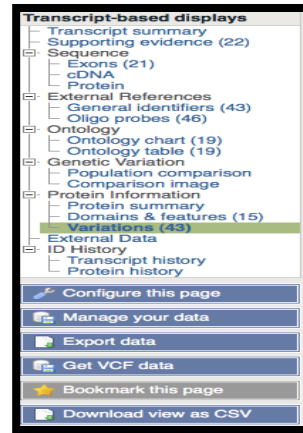 Transcript-based displays
Transcript summary
Supporting evidence (22)
Sequence
Exons (21)
cDNA
Protein
External References
General identifiers (43)
Oligo probes (46)
Ontology
Ontology chart (19)
Ontology table (19)
Genetic Variation
Population comparison
Comparison image
Protein Information
Protein summary
Domains & features (15)
Variations (43)
External Data
ID History
Transcript history
Protein history
Configure this page
Manage your data
Export data
Get VCF data
Bookmark this page
Download view as CSV